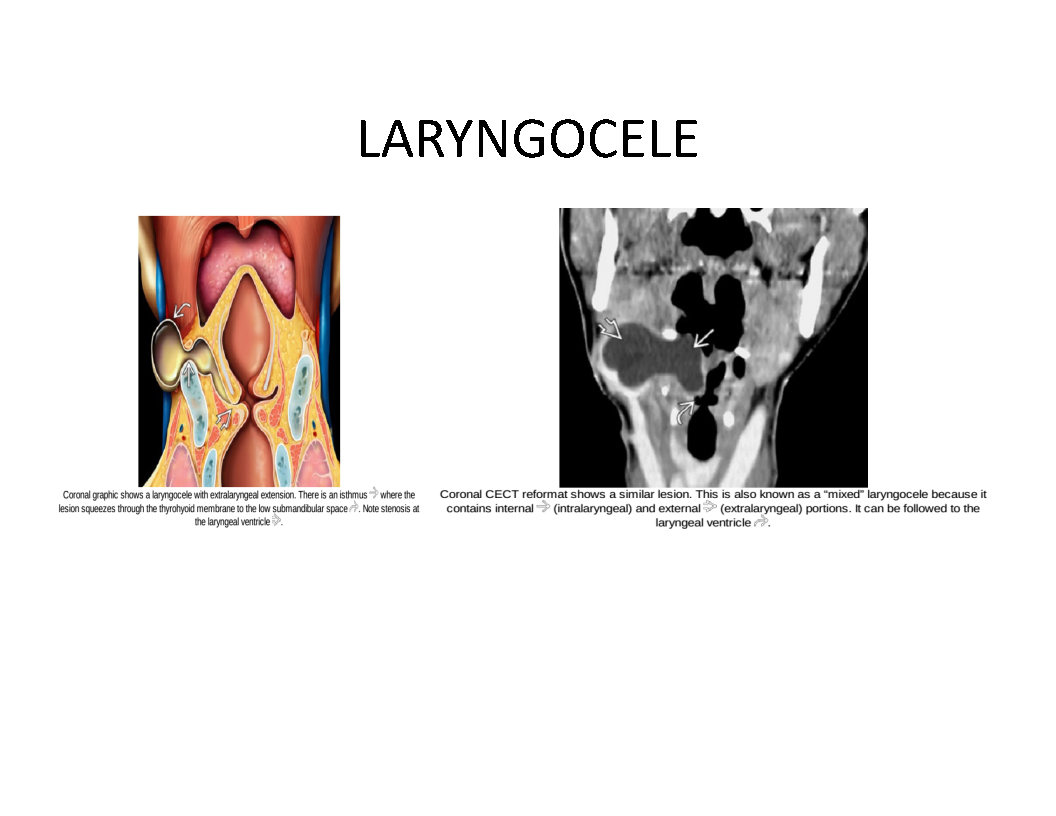 LARYNGOCELE
Coronal graphic shows a laryngocele with extralaryngeal extension. There is an isthmus where the
lesion squeezes through the thyrohyoid membrane to the low submandibular space. Note stenosis at
the laryngeal ventricle.
Coronal CECT reformat shows a similar lesion. This is also known as a “mixed” laryngocele because it
contains internal (intralaryngeal) and external (extralaryngeal) portions. It can be followed to the
laryngeal ventricle.